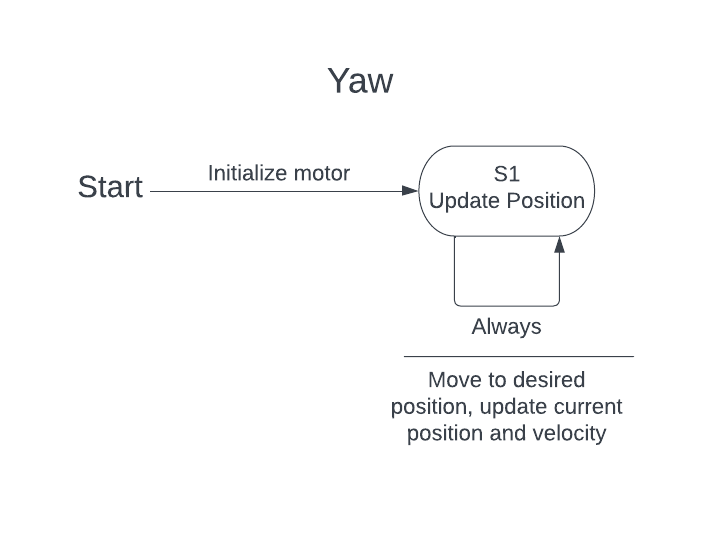 Yaw
Start
Initialize motor
S1
Update Position
Always
Move to desired
position, update current
position and velocity